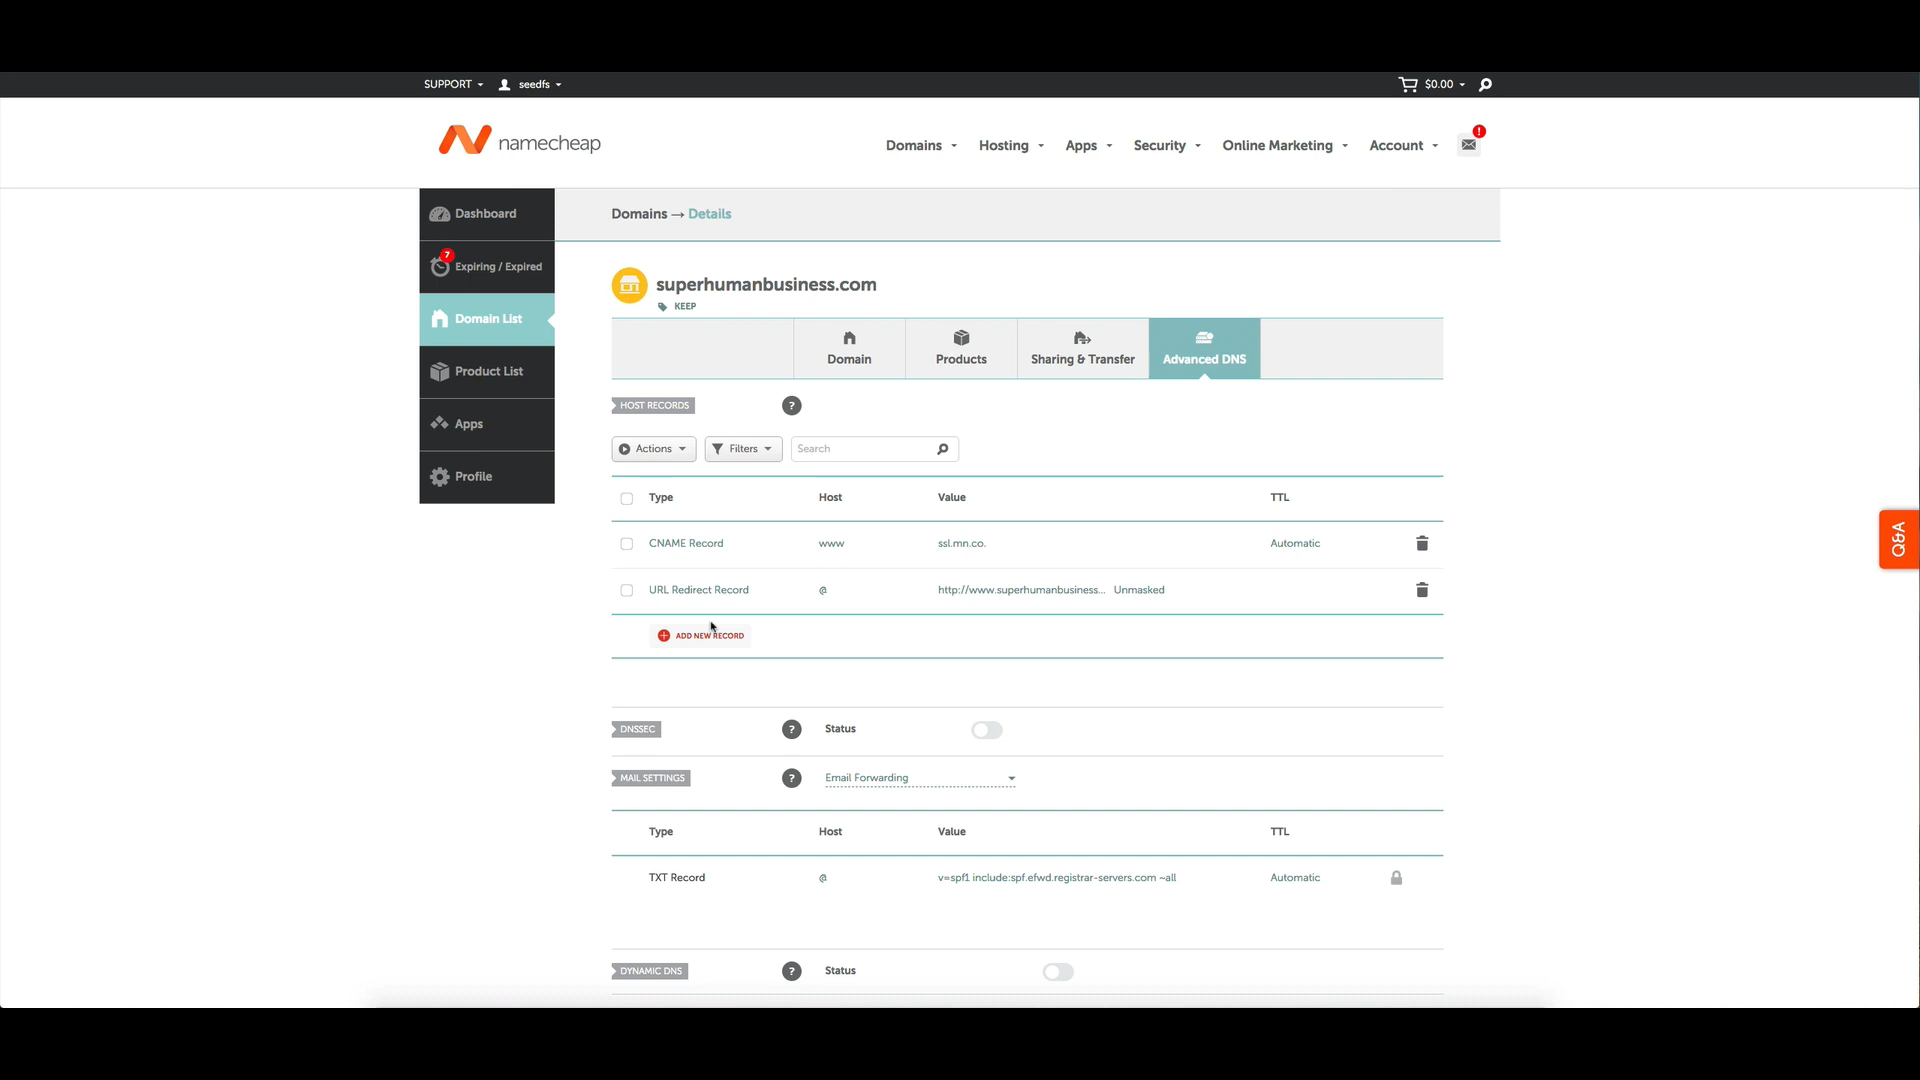 SUPPORT seedfs $0.00
namecheap Domains Hosting Apps Security Online Marketing Account !
Dashboard
7
Expiring / Expired
Domain List
Product List
Apps
Profile
Domains → Details
superhumanbusiness.com
KEEP
Domain Products Sharing & Transfer Advanced DNS
HOST RECORDS ?
Actions Filters Search
Type Host Value TTL
CNAME Record www ssl.mn.co. Automatic
URL Redirect Record @ http://www.superhumanbusiness... Unmasked
ADD NEW RECORD
DNSSEC ? Status
MAIL SETTINGS ? Email Forwarding
Type Host Value TTL
TXT Record @ v=spf1 include:spf.efwd.registrar-servers.com ~all Automatic
DYNAMIC DNS ? Status
Q&A